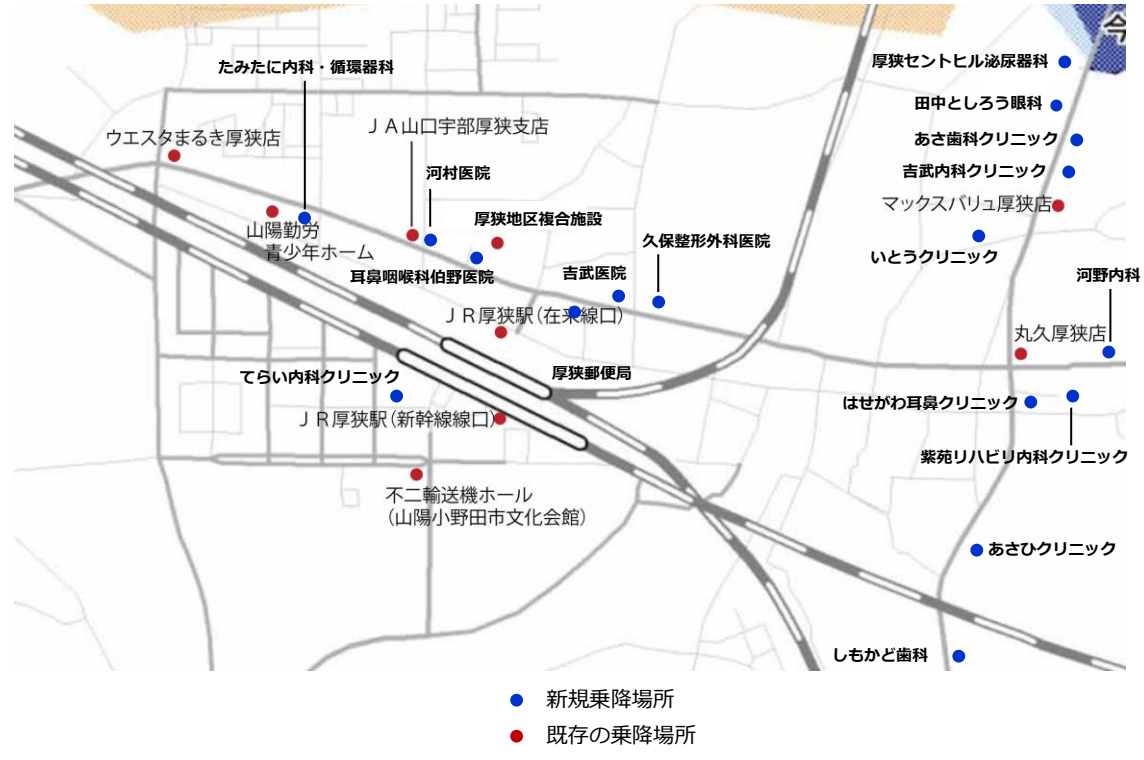 今
厚狭セントヒル泌尿器科
たみたに内科・循環器科
田中としろう眼科
ＪＡ山口宇部厚狭支店
ウエスタまるき厚狭店
あさ歯科クリニック
河村医院
吉武内科クリニック
マックスバリュ厚狭店
厚狭地区複合施設
山陽勤労
青少年ホーム
久保整形外科医院
いとうクリニック
耳鼻咽喉科伯野医院
吉武医院
河野内科
ＪＲ厚狭駅（在来線口）
丸久厚狭店
厚狭郵便局
てらい内科クリニック
はせがわ耳鼻クリニック
ＪＲ厚狭駅（新幹線線口）
紫苑リハビリ内科クリニック
不二輸送機ホール
（山陽小野田市文化会館）
あさひクリニック
しもかど歯科
新規乗降場所
既存の乗降場所